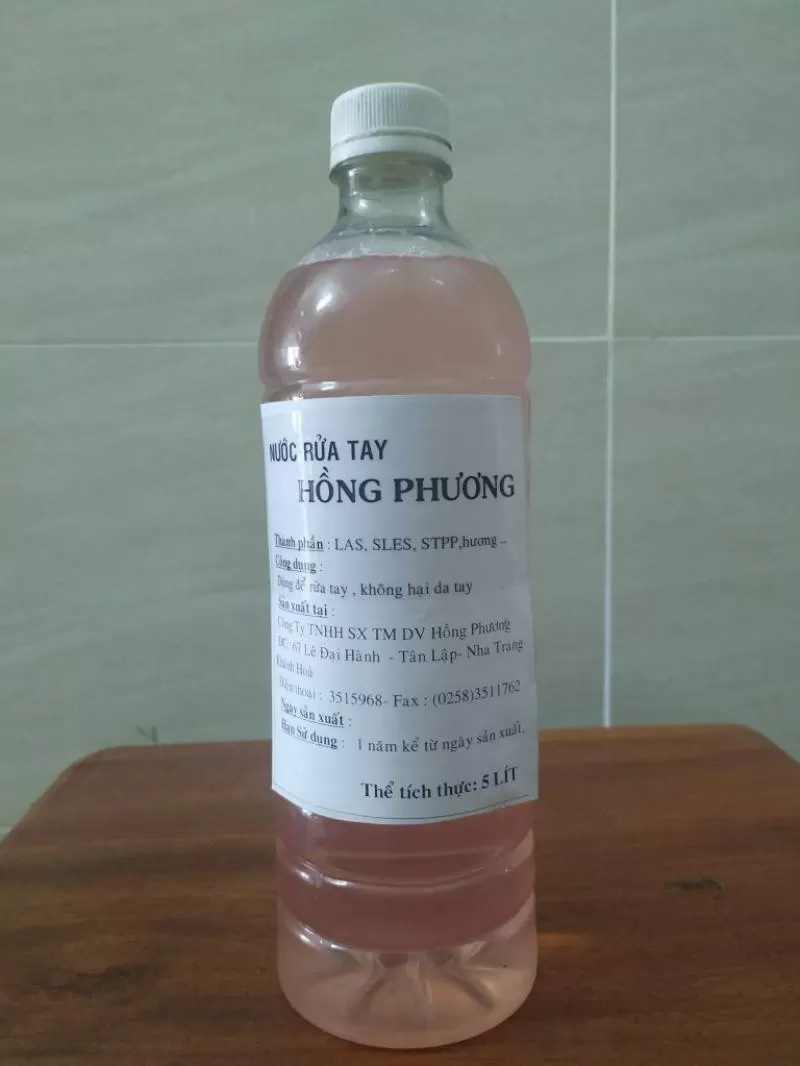 NƯỚC RỬA TAY
HỒNG PHƯƠNG
Thành phần : LAS, SLES, STPP,hương ...
Công dụng :
Dùng để rửa tay , không hại da tay
Sản xuất tại :
Công Ty TNHH SX TM DV Hồng Phương
ĐC: 67 Lê Đại Hành - Tân Lập- Nha Trang-
Khánh Hoà
Điện thoại : 3515968- Fax : (0258)3511762
Ngày sản xuất :
Hạn Sử dụng : 1 năm kể từ ngày sản xuất.
Thể tích thực: 5 LÍT